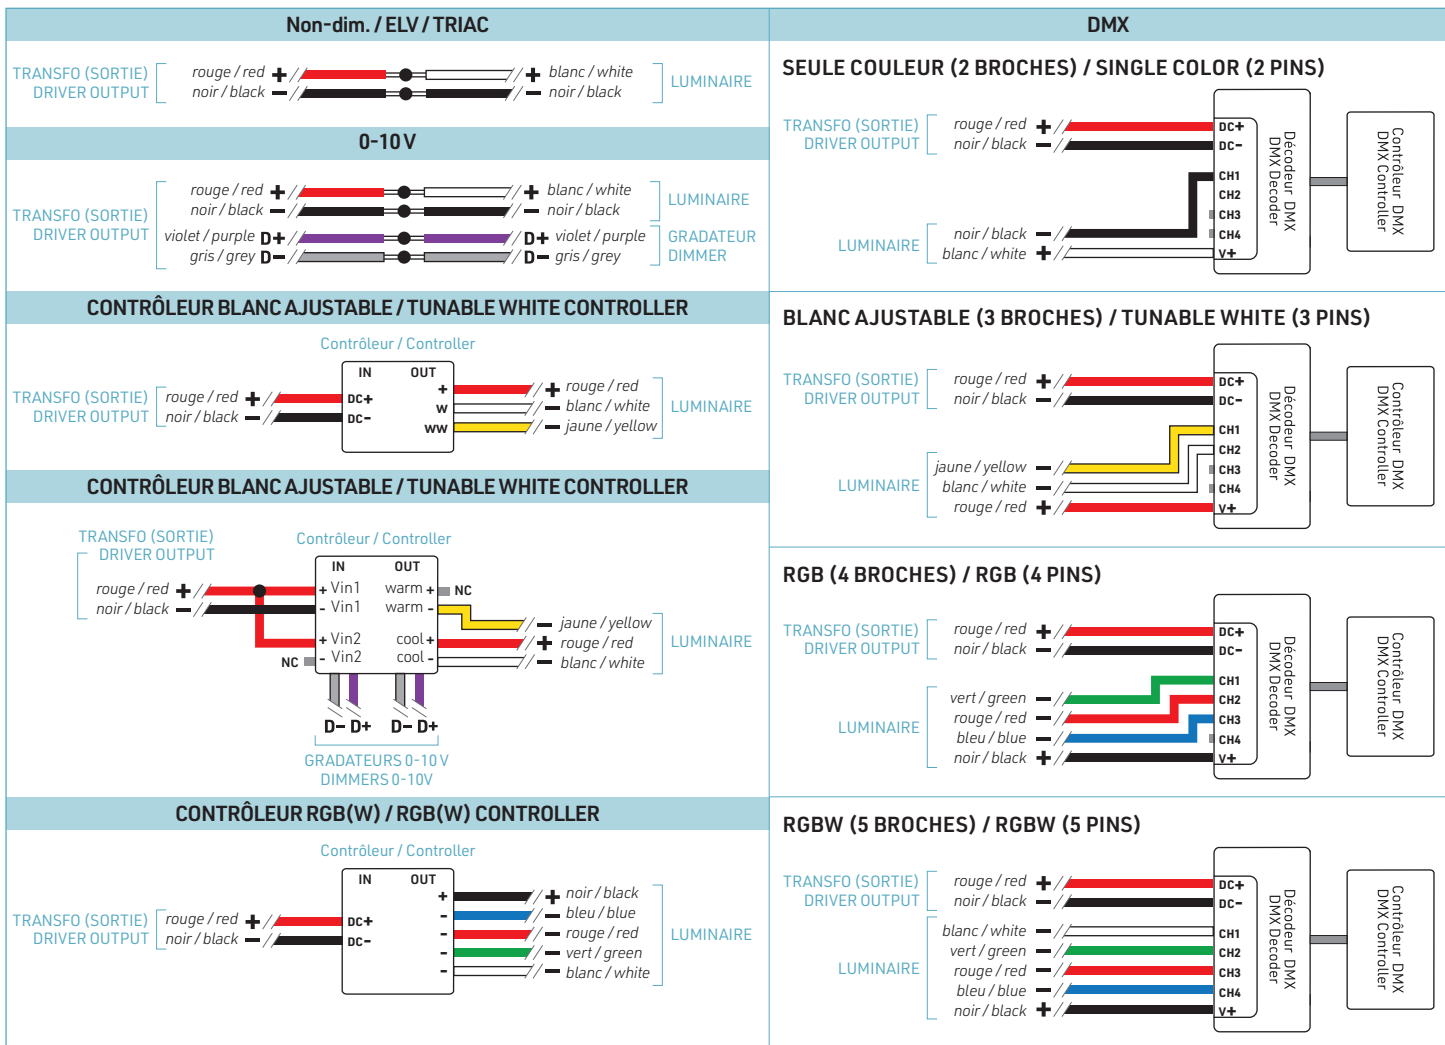 Non-dim. / ELV / TRIAC
TRANSFO (SORTIE)
DRIVER OUTPUT
rouge / red +
noir / black −
+ blanc / white
− noir / black
LUMINAIRE
0-10 V
TRANSFO (SORTIE)
DRIVER OUTPUT
rouge / red +
noir / black −
violet / purple D+
gris / grey D−
+ blanc / white
− noir / black
D+ violet / purple
D− gris / grey
LUMINAIRE
GRADATEUR
DIMMER
CONTRÔLEUR BLANC AJUSTABLE / TUNABLE WHITE CONTROLLER
Contrôleur / Controller
TRANSFO (SORTIE)
DRIVER OUTPUT
rouge / red +
noir / black −
IN OUT
DC+
DC−
+
W
WW
+ rouge / red
− blanc / white
− jaune / yellow
LUMINAIRE
CONTRÔLEUR BLANC AJUSTABLE / TUNABLE WHITE CONTROLLER
TRANSFO (SORTIE)
DRIVER OUTPUT
Contrôleur / Controller
rouge / red +
noir / black −
IN OUT
+ Vin1 warm + NC
- Vin1 warm -
+ Vin2 cool +
NC - Vin2 cool -
− jaune / yellow
+ rouge / red
− blanc / white
LUMINAIRE
D− D+ D− D+
GRADATEURS 0-10 V
DIMMERS 0-10V
CONTRÔLEUR RGB(W) / RGB(W) CONTROLLER
Contrôleur / Controller
TRANSFO (SORTIE)
DRIVER OUTPUT
rouge / red +
noir / black −
IN OUT
DC+
DC−
+
-
-
-
-
+ noir / black
− bleu / blue
− rouge / red
− vert / green
− blanc / white
LUMINAIRE
DMX
SEULE COULEUR (2 BROCHES) / SINGLE COLOR (2 PINS)
TRANSFO (SORTIE)
DRIVER OUTPUT
rouge / red +
noir / black −
LUMINAIRE
noir / black −
blanc / white +
DC+
DC−
CH1
CH2
CH3
CH4
V+
Décodeur DMX
DMX Decoder
Contrôleur DMX
DMX Controller
BLANC AJUSTABLE (3 BROCHES) / TUNABLE WHITE (3 PINS)
TRANSFO (SORTIE)
DRIVER OUTPUT
rouge / red +
noir / black −
LUMINAIRE
jaune / yellow −
blanc / white −
rouge / red +
DC+
DC−
CH1
CH2
CH3
CH4
V+
Décodeur DMX
DMX Decoder
Contrôleur DMX
DMX Controller
RGB (4 BROCHES) / RGB (4 PINS)
TRANSFO (SORTIE)
DRIVER OUTPUT
rouge / red +
noir / black −
LUMINAIRE
vert / green −
rouge / red −
bleu / blue −
noir / black +
DC+
DC−
CH1
CH2
CH3
CH4
V+
Décodeur DMX
DMX Decoder
Contrôleur DMX
DMX Controller
RGBW (5 BROCHES) / RGBW (5 PINS)
TRANSFO (SORTIE)
DRIVER OUTPUT
rouge / red +
noir / black −
LUMINAIRE
blanc / white −
vert / green −
rouge / red −
bleu / blue −
noir / black +
DC+
DC−
CH1
CH2
CH3
CH4
V+
Décodeur DMX
DMX Decoder
Contrôleur DMX
DMX Controller